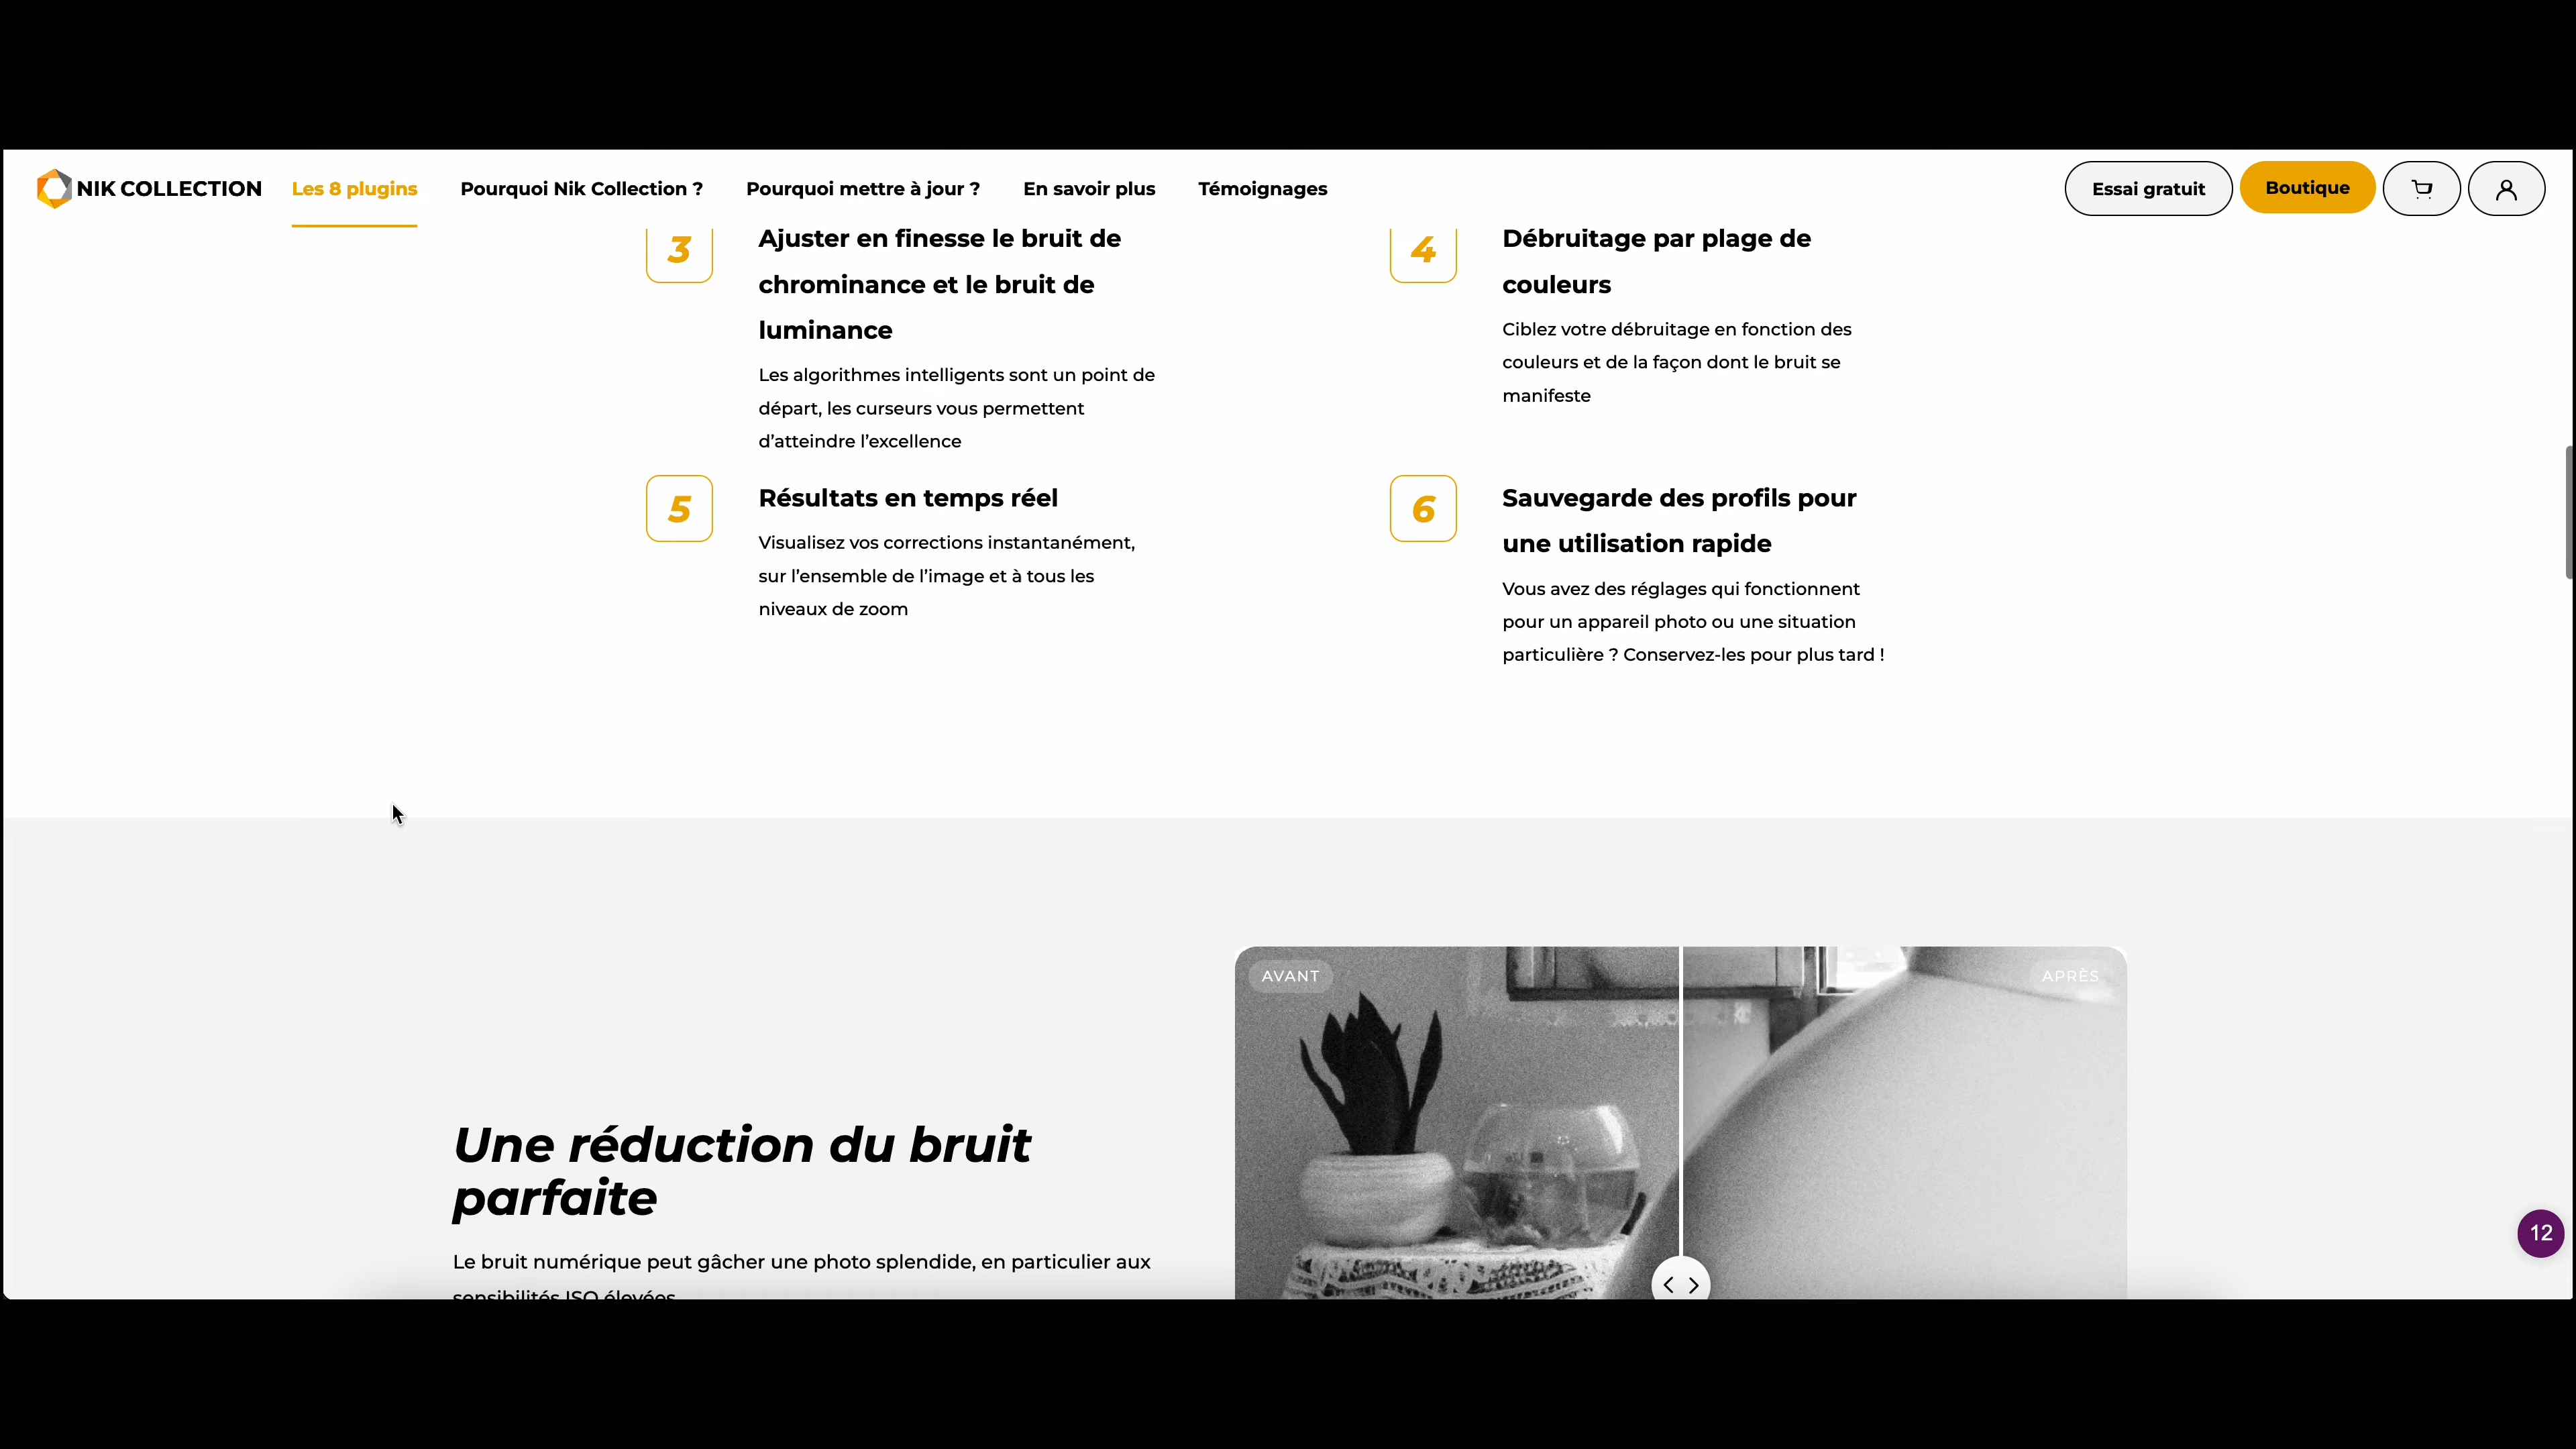 NIK COLLECTION
Les 8 plugins
Pourquoi Nik Collection ?
Pourquoi mettre à jour ?
En savoir plus
Témoignages
Essai gratuit
Boutique
3
Ajuster en finesse le bruit de
chrominance et le bruit de
luminance
Les algorithmes intelligents sont un point de
départ, les curseurs vous permettent
d’atteindre l’excellence
4
Débruitage par plage de
couleurs
Ciblez votre débruitage en fonction des
couleurs et de la façon dont le bruit se
manifeste
5
Résultats en temps réel
Visualisez vos corrections instantanément,
sur l’ensemble de l’image et à tous les
niveaux de zoom
6
Sauvegarde des profils pour
une utilisation rapide
Vous avez des réglages qui fonctionnent
pour un appareil photo ou une situation
particulière ? Conservez-les pour plus tard !
Une réduction du bruit
parfaite
Le bruit numérique peut gâcher une photo splendide, en particulier aux
sensibilités ISO élevées
AVANT
APRÈS
12